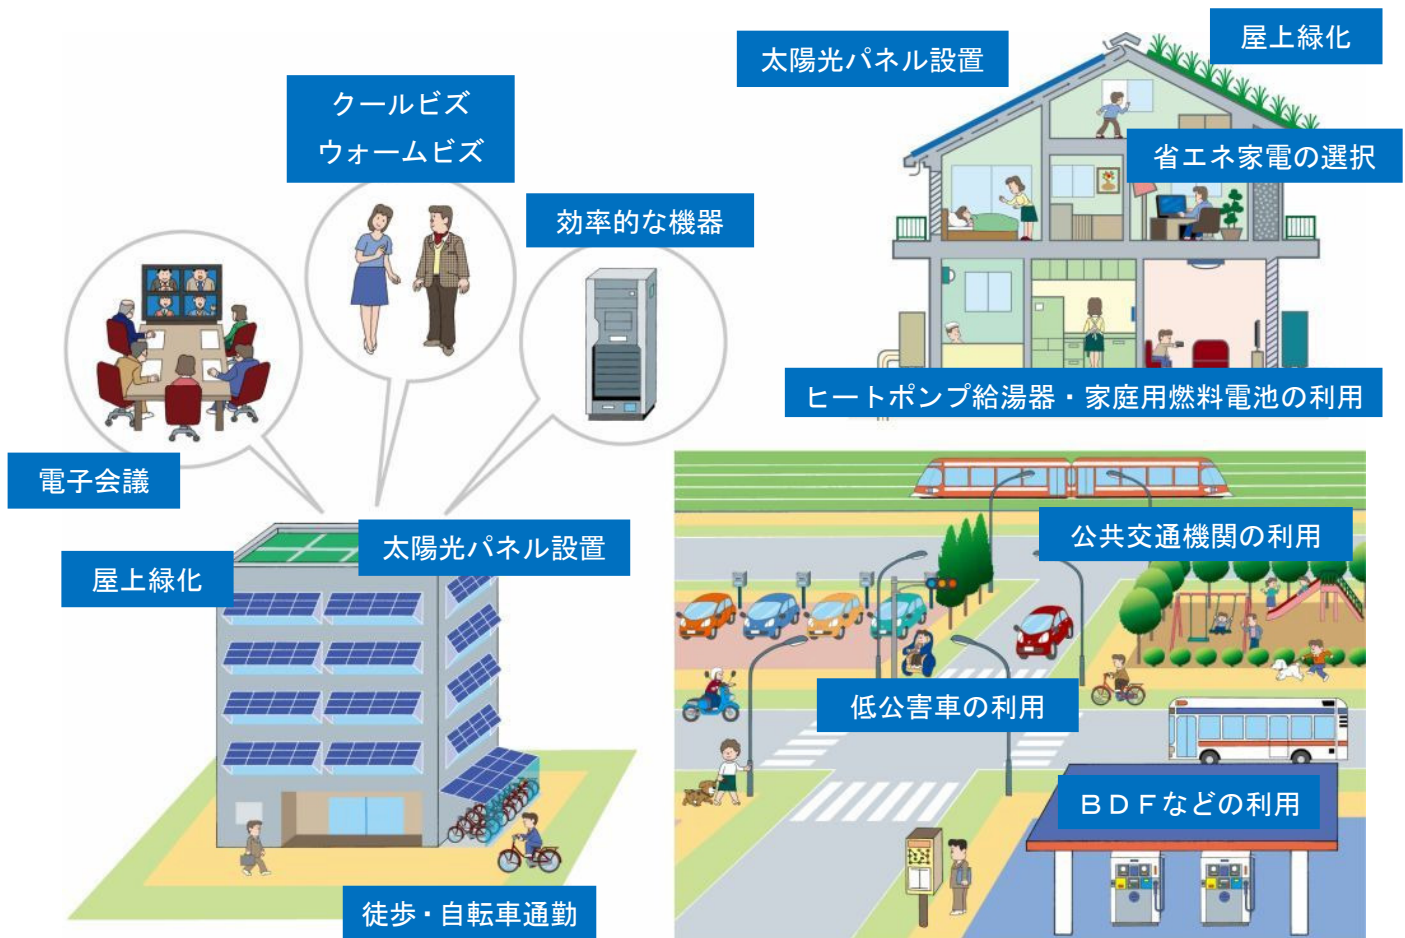 太陽光パネル設置
屋上緑化
クールビズ
ウォームビズ
省エネ家電の選択
効率的な機器
ヒートポンプ給湯器・家庭用燃料電池の利用
電子会議
太陽光パネル設置
公共交通機関の利用
屋上緑化
低公害車の利用
ＢＤＦなどの利用
徒歩・自転車通勤